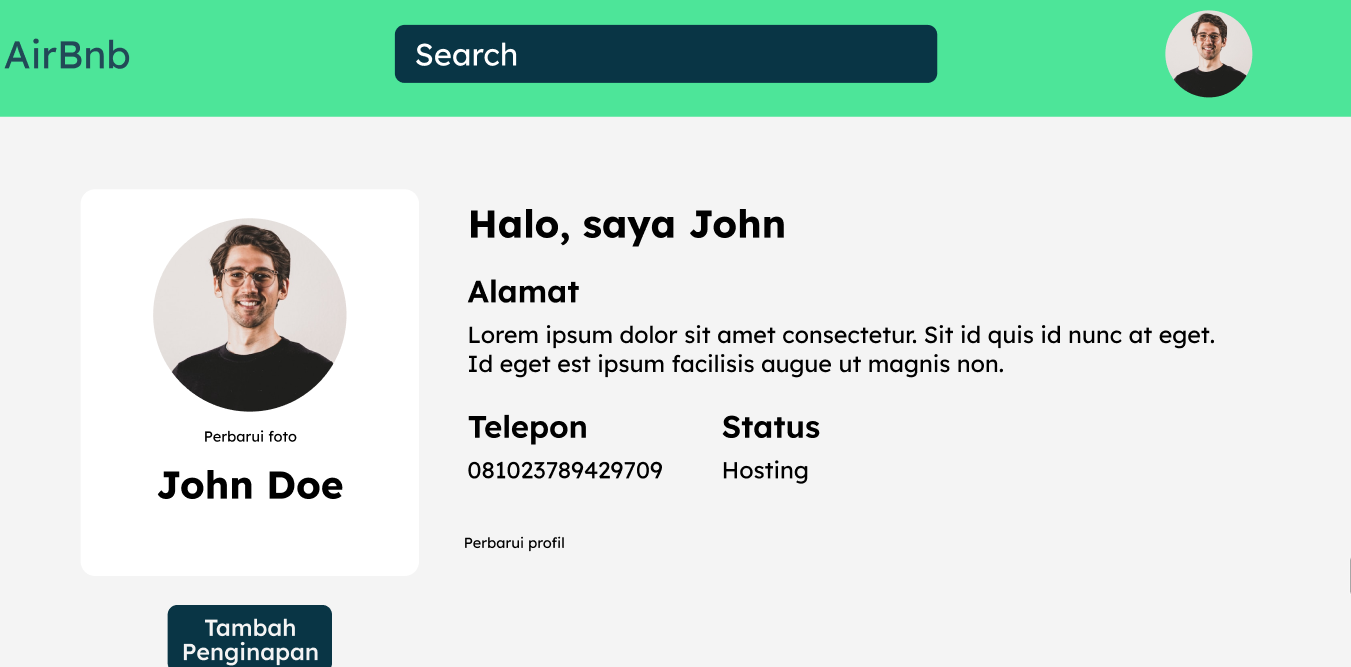 AirBnb
Search
Halo, saya John
Alamat
Lorem ipsum dolor sit amet consectetur. Sit id quis id nunc at eget.
Id eget est ipsum facilisis augue ut magnis non.
Telepon
Status
081023789429709
Hosting
Perbarui profil
Perbarui foto
John Doe
Tambah
Penginapan